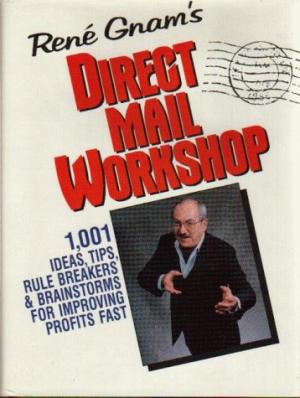 René Gnam's
DIRECT
MAIL
WORKSHOP
1,001
IDEAS, TIPS,
RULE BREAKERS
& BRAINSTORMS
FOR IMPROVING
PROFITS FAST